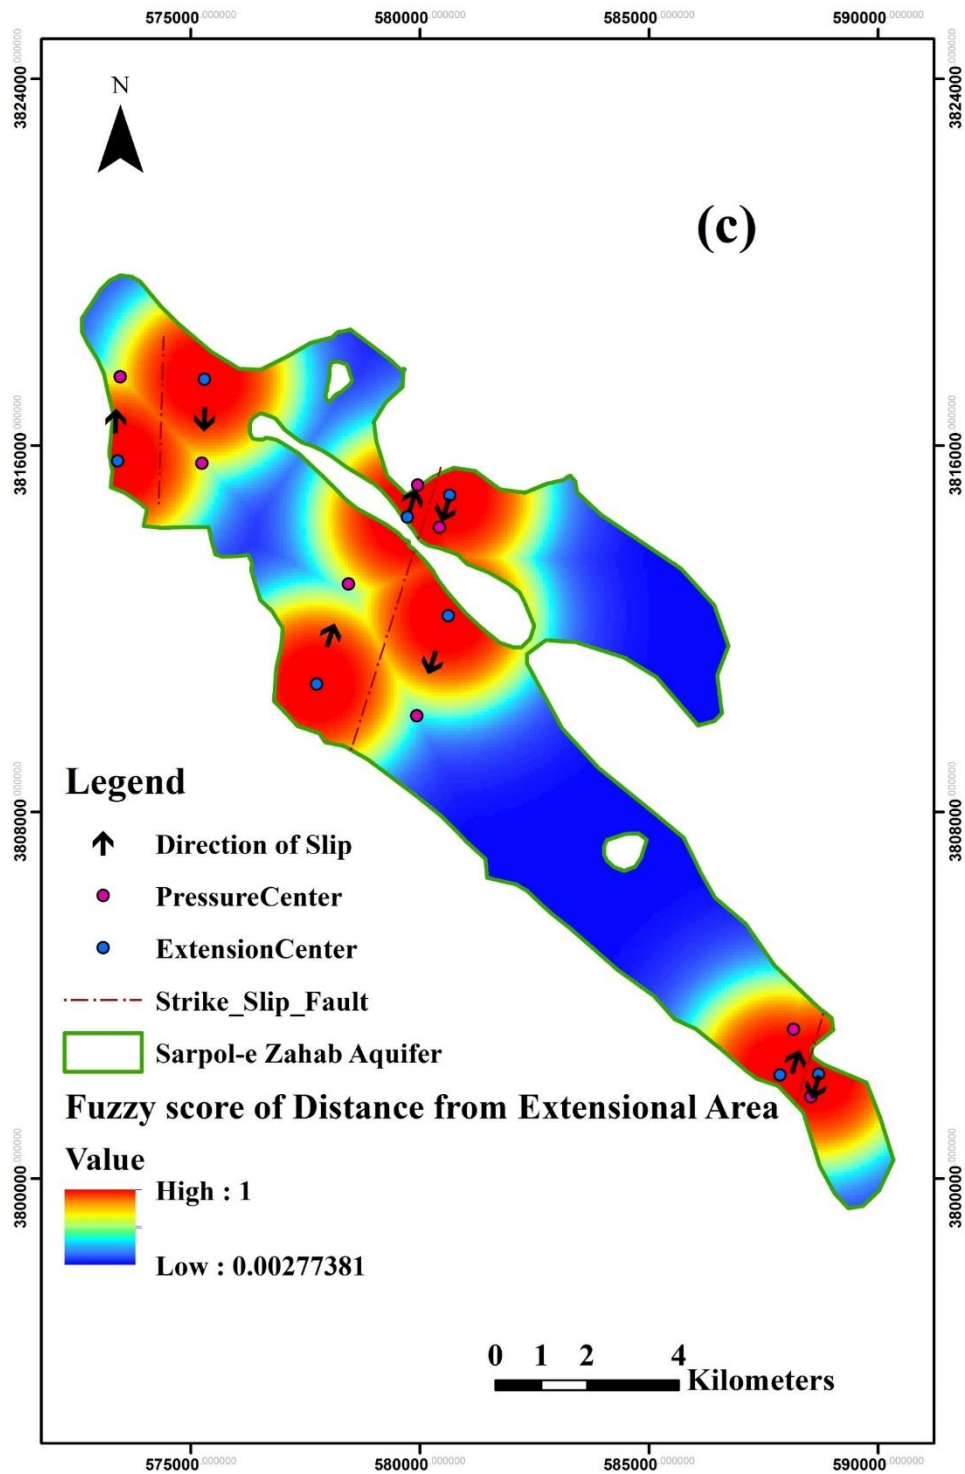 575000.000000 580000.000000 585000.000000 590000.000000
3824000.000000 3824000.000000
N
(c)
3816000.000000 3816000.000000
Legend
Direction of Slip
PressureCenter
3808000.000000 3808000.000000
ExtensionCenter
Strike_Slip_Fault
Sarpol-e Zahab Aquifer
Fuzzy score of Distance from Extensional Area
Value
High : 1
3800000.000000 3800000.000000
Low : 0.00277381
0 1 2 4
Kilometers
575000.000000 580000.000000 585000.000000 590000.000000